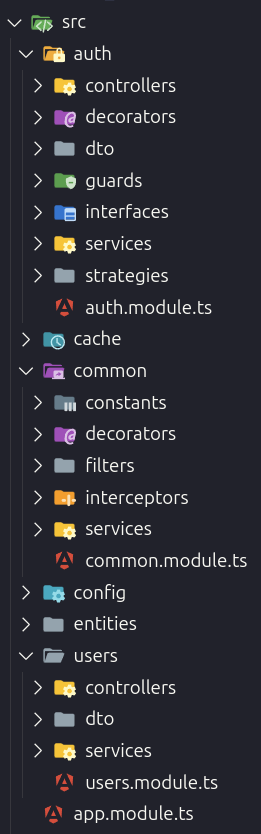 src
auth
controllers
decorators
dto
guards
interfaces
services
strategies
auth.module.ts
cache
common
constants
decorators
filters
interceptors
services
common.module.ts
config
entities
users
controllers
dto
services
users.module.ts
app.module.ts